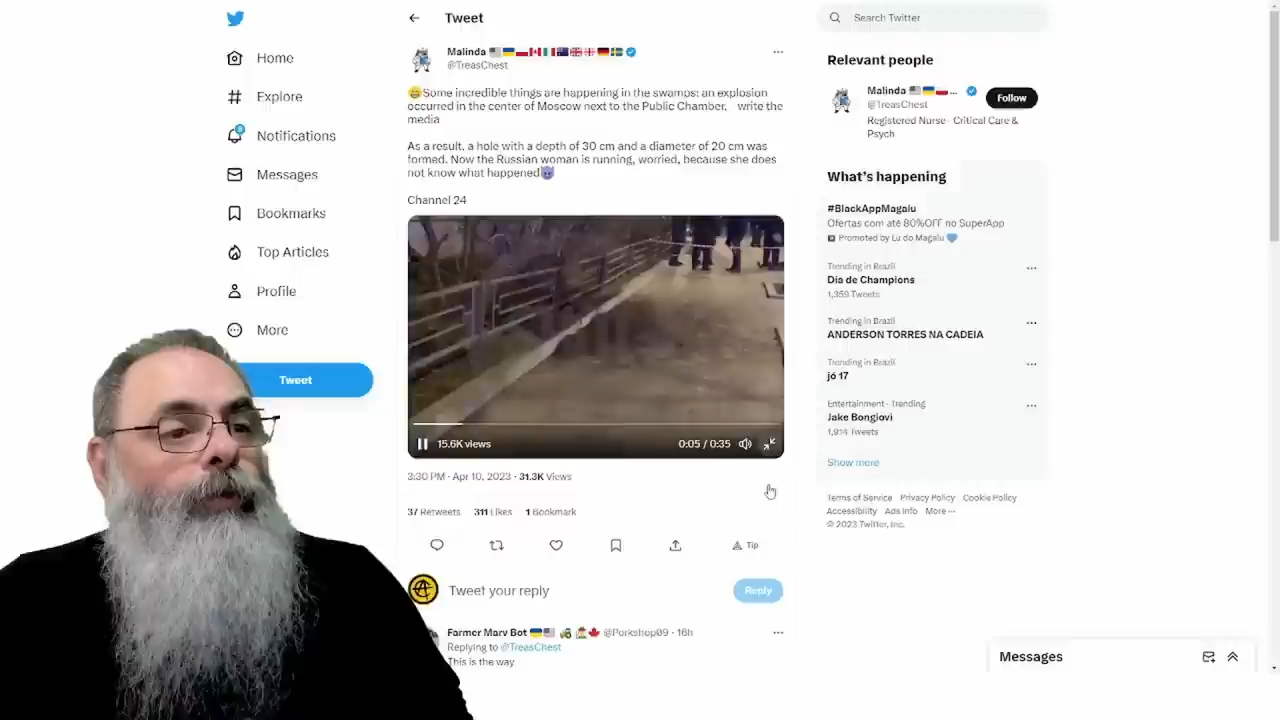 Tweet
Search Twitter
Home
Explore
Notifications
Messages
Bookmarks
Top Articles
Profile
More
Tweet
Malinda
@TreasChest
Some incredible things are happening in the swamps: an explosion
occurred in the center of Moscow next to the Public Chamber, write the
media
As a result, a hole with a depth of 30 cm and a diameter of 20 cm was
formed. Now the Russian woman is running, worried, because she does
not know what happened
Channel 24
15.6K views
0:05 / 0:35
3:30 PM · Apr 10, 2023 · 31.3K Views
37 Retweets 311 Likes 1 Bookmark
Tip
Tweet your reply
Reply
Farmer Marv Bot @Porkshop09 · 16h
Replying to @TreasChest
This is the way
Relevant people
Malinda ...
@TreasChest
Follow
Registered Nurse- Critical Care &
Psych
What's happening
#BlackAppMagalu
Ofertas com até 80%OFF no SuperApp
Promoted by Lu do Magalu
Trending in Brazil
Dia de Champions
1,359 Tweets
Trending in Brazil
ANDERSON TORRES NA CADEIA
Trending in Brazil
jó 17
Entertainment · Trending
Jake Bongiovi
1,914 Tweets
Show more
Terms of Service Privacy Policy Cookie Policy
Accessibility Ads info More ...
© 2023 Twitter, Inc.
Messages